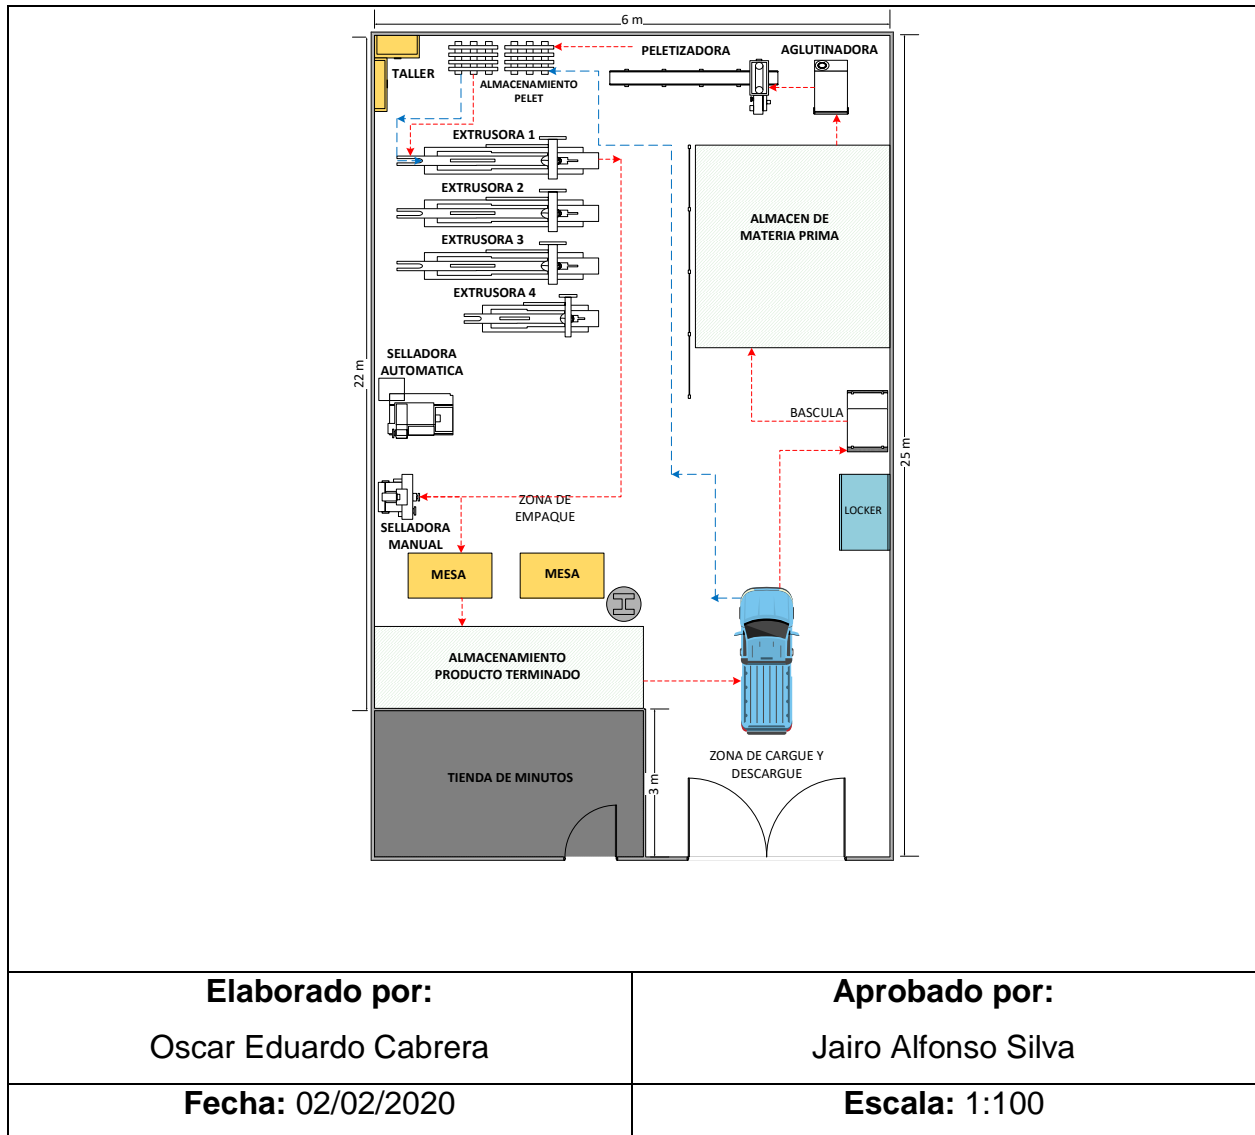 6 m
PELETIZADORA
AGLUTINADORA
TALLER
ALMACENAMIENTO
PELET
EXTRUSORA 1
EXTRUSORA 2
EXTRUSORA 3
EXTRUSORA 4
ALMACEN DE
MATERIA PRIMA
SELLADORA
AUTOMATICA
22 m
BASCULA
25 m
ZONA DE
EMPAQUE
LOCKER
SELLADORA
MANUAL
MESA
MESA
ALMACENAMIENTO
PRODUCTO TERMINADO
ZONA DE CARGUE Y
DESCARGUE
TIENDA DE MINUTOS
3 m
Elaborado por:
Oscar Eduardo Cabrera
Aprobado por:
Jairo Alfonso Silva
Fecha: 02/02/2020
Escala: 1:100